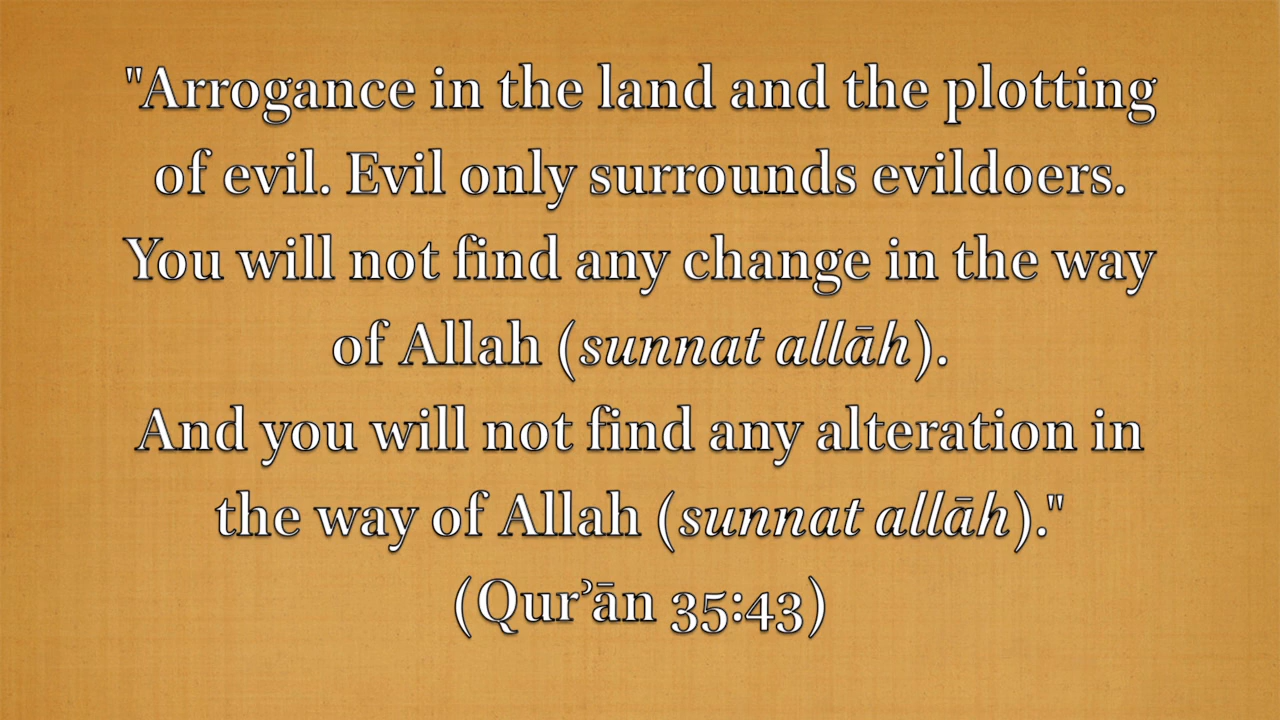 "Arrogance in the land and the plotting
of evil. Evil only surrounds evildoers.
You will not find any change in the way
of Allah (sunnat allāh).
And you will not find any alteration in
the way of Allah (sunnat allāh)."
(Qurʾān 35:43)